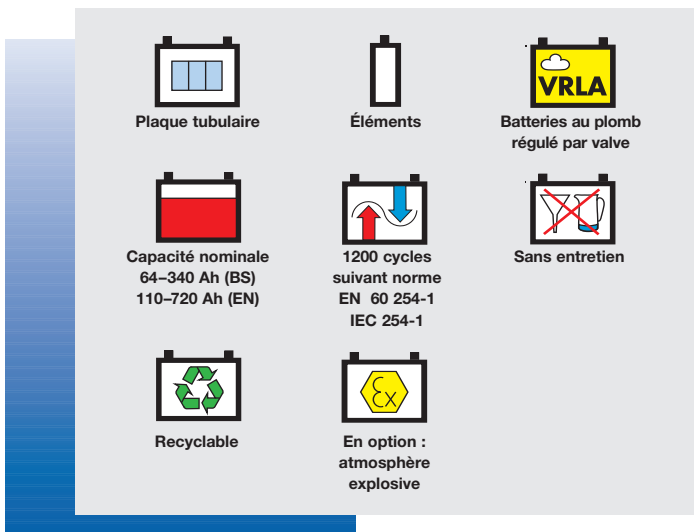 VRLA
Plaque tubulaire
Éléments
Batteries au plomb
régulé par valve
Capacité nominale
64–340 Ah (BS)
110–720 Ah (EN)
1200 cycles
suivant norme
EN 60 254-1
IEC 254-1
Sans entretien
Ex
Recyclable
En option :
atmosphère
explosive